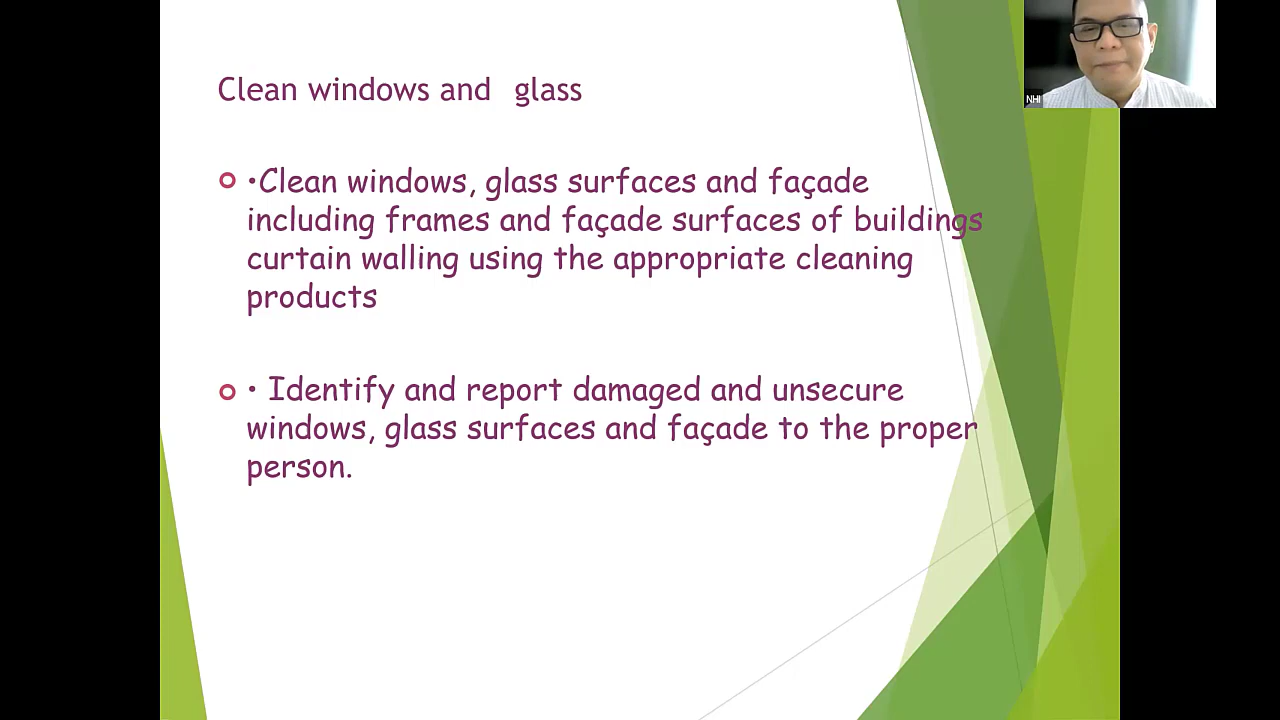 Clean windows and  glass
•Clean windows, glass surfaces and façade
including frames and façade surfaces of buildings
curtain walling using the appropriate cleaning
products
• Identify and report damaged and unsecure
windows, glass surfaces and façade to the proper
person.
NHI